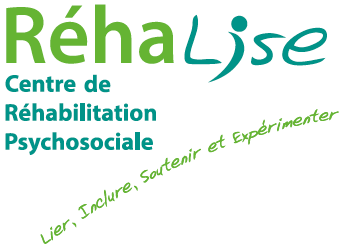 RéhaLise
Centre de
Réhabilitation
Psychosociale
Lier, Inclure, Soutenir et Expérimenter